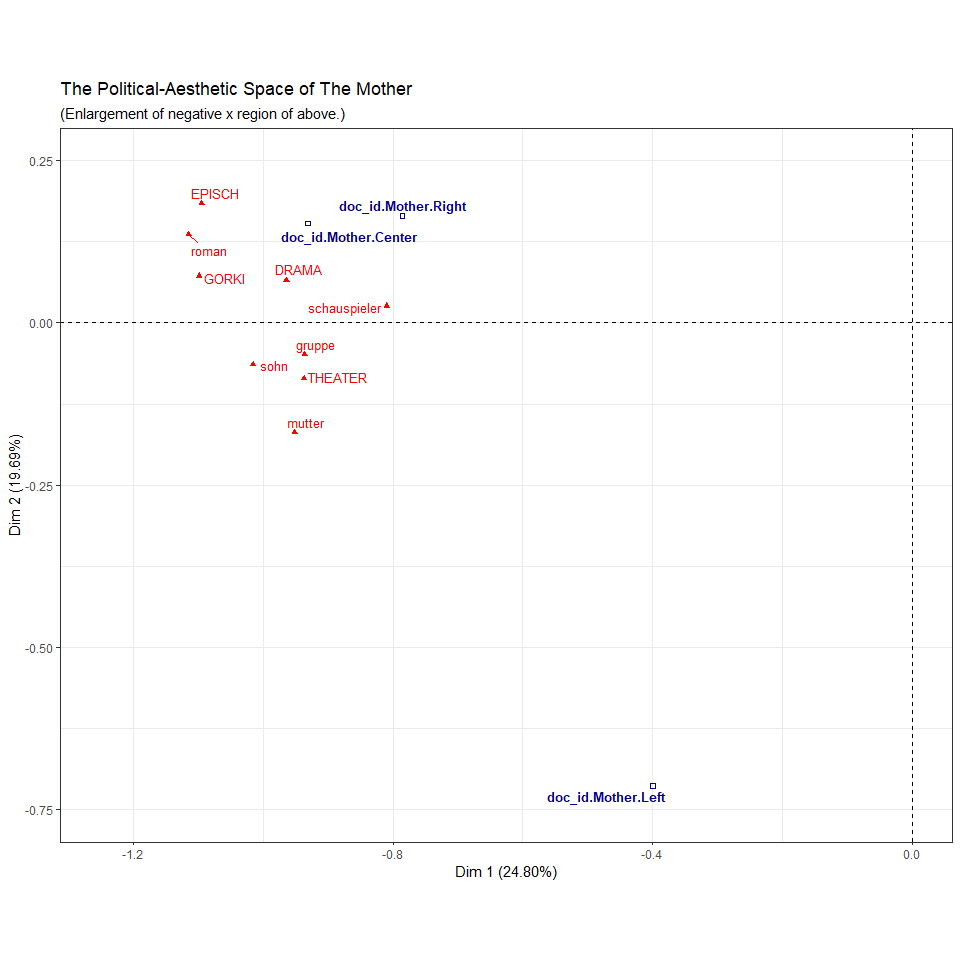 The Political-Aesthetic Space of The Mother
(Enlargement of negative x region of above.)
0.25
EPISCH
doc_id.Mother.Right
doc_id.Mother.Center
roman
DRAMA
GORKI
schauspieler
0.00
gruppe
sohn
THEATER
mutter
-0.25
Dim 2 (19.69%)
-0.50
doc_id.Mother.Left
-0.75
-1.2
-0.8
-0.4
0.0
Dim 1 (24.80%)